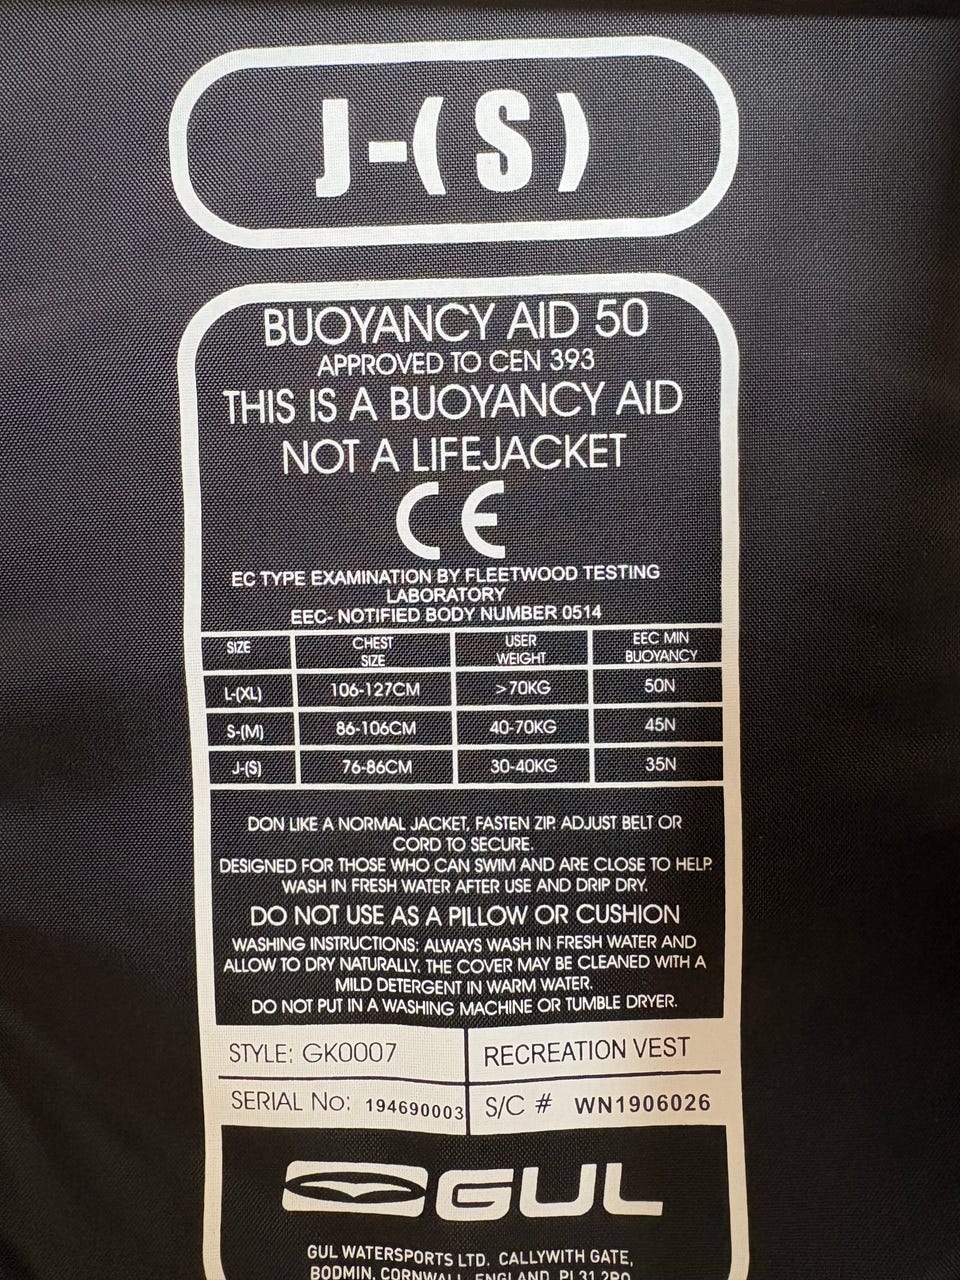 J-(S)
BUOYANCY AID 50
APPROVED TO CEN 393
THIS IS A BUOYANCY AID
NOT A LIFEJACKET
CE
EC TYPE EXAMINATION BY FLEETWOOD TESTING
LABORATORY
EEC- NOTIFIED BODY NUMBER 0514
SIZE CHEST SIZE USER WEIGHT EEC MIN BUOYANCY
L-(XL) 106-127CM >70KG 50N
S-(M) 86-106CM 40-70KG 45N
J-(S) 76-86CM 30-40KG 35N
DON LIKE A NORMAL JACKET, FASTEN ZIP. ADJUST BELT OR
CORD TO SECURE.
DESIGNED FOR THOSE WHO CAN SWIM AND ARE CLOSE TO HELP.
WASH IN FRESH WATER AFTER USE AND DRIP DRY.
DO NOT USE AS A PILLOW OR CUSHION
WASHING INSTRUCTIONS: ALWAYS WASH IN FRESH WATER AND
ALLOW TO DRY NATURALLY. THE COVER MAY BE CLEANED WITH A
MILD DETERGENT IN WARM WATER.
DO NOT PUT IN A WASHING MACHINE OR TUMBLE DRYER.
STYLE: GK0007 RECREATION VEST
SERIAL No: 194690003 S/C # WN1906026
GUL
GUL WATERSPORTS LTD. CALLYWITH GATE,
BODMIN, CORNWALL, ENGLAND, PL31 2RQ